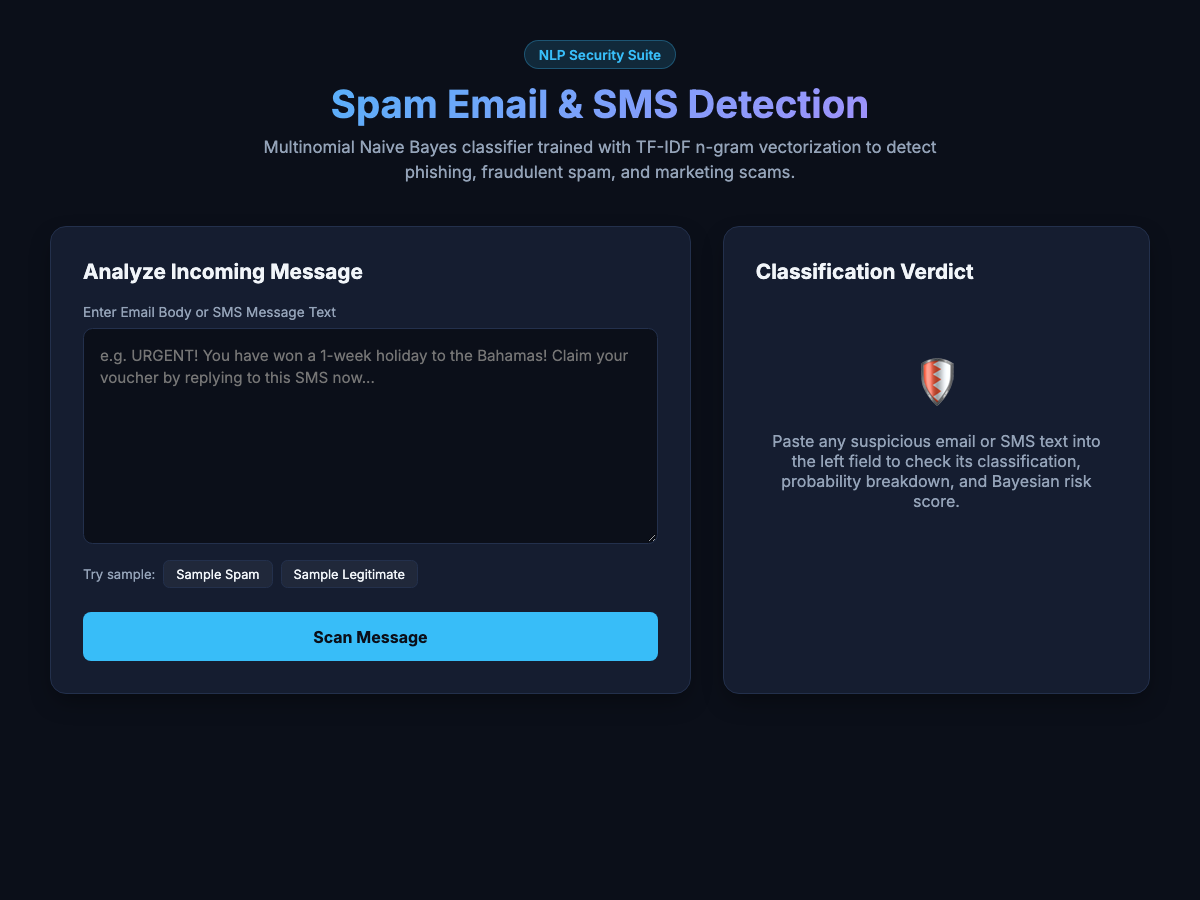 NLP Security Suite
Spam Email & SMS Detection
Multinomial Naive Bayes classifier trained with TF-IDF n-gram vectorization to detect
phishing, fraudulent spam, and marketing scams.
Analyze Incoming Message
Enter Email Body or SMS Message Text
e.g. URGENT! You have won a 1-week holiday to the Bahamas! Claim your
voucher by replying to this SMS now...
Try sample: Sample Spam Sample Legitimate
Scan Message
Classification Verdict
Paste any suspicious email or SMS text into
the left field to check its classification,
probability breakdown, and Bayesian risk
score.